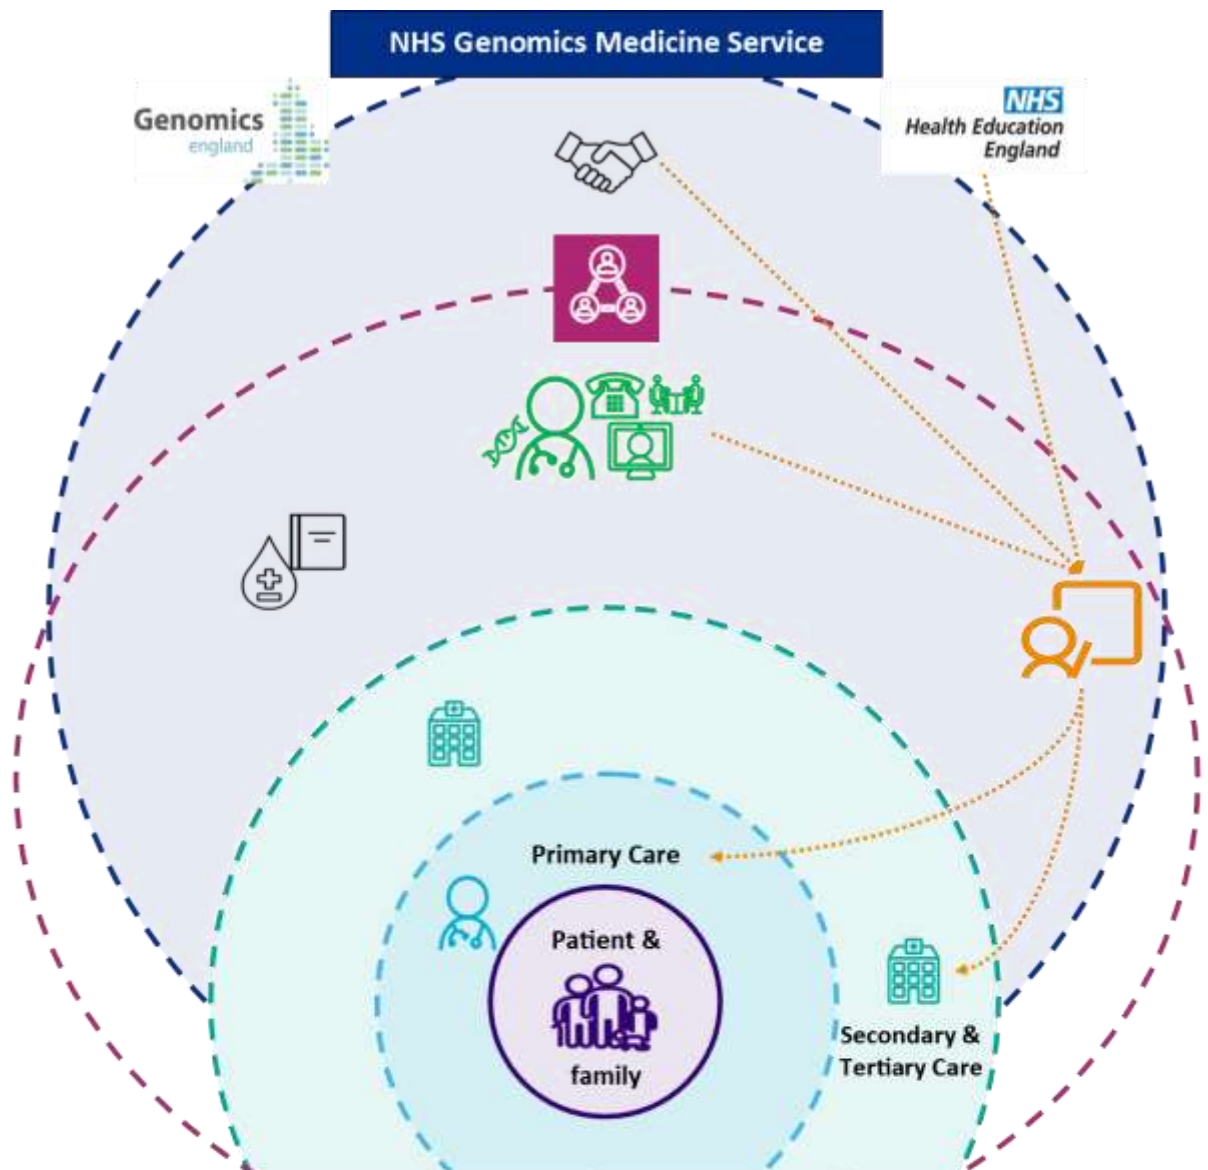 NHS Genomics Medicine Service
Genomics
england
NHS
Health Education
England
Primary Care
Patient &
family
Secondary &
Tertiary Care